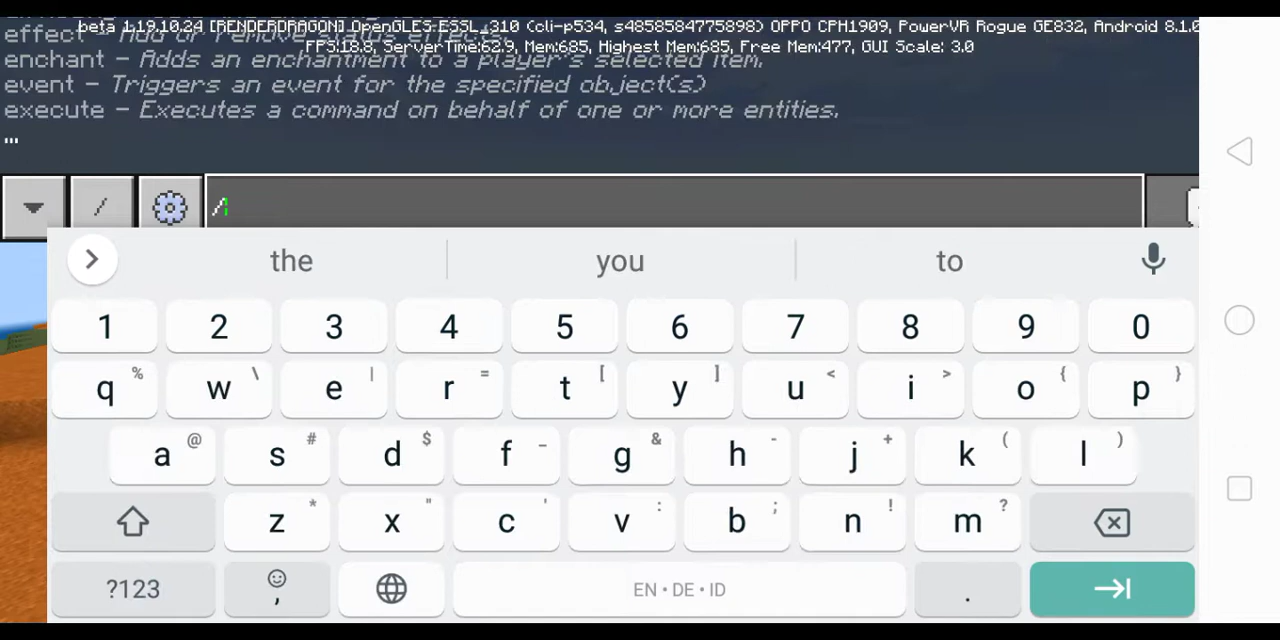 beta 1.19.10.24 [RENDERDRAGON] OpenGLES-ESSL_310 (cli-p534, s4858584775898) OPPO CPH1909, PowerVR Rogue GE832, Android 8.1.0
effect - Add or remove status effects.
FPS:18.8, ServerTime:62.9, Mem:685, Highest Mem:685, Free Mem:477, GUI Scale: 3.0
enchant - Adds an enchantment to a player's selected item.
event - Triggers an event for the specified object(s)
execute - Executes a command on behalf of one or more entities.
...
/ /
the you to
1 2 3 4 5 6 7 8 9 0
q % w \ e | r = t [ y ] u < i > o { p }
a @ s # d $ f _ g & h - j + k ( l )
z * x " c ' v : b ; n ! m ?
?123 , EN • DE • ID .